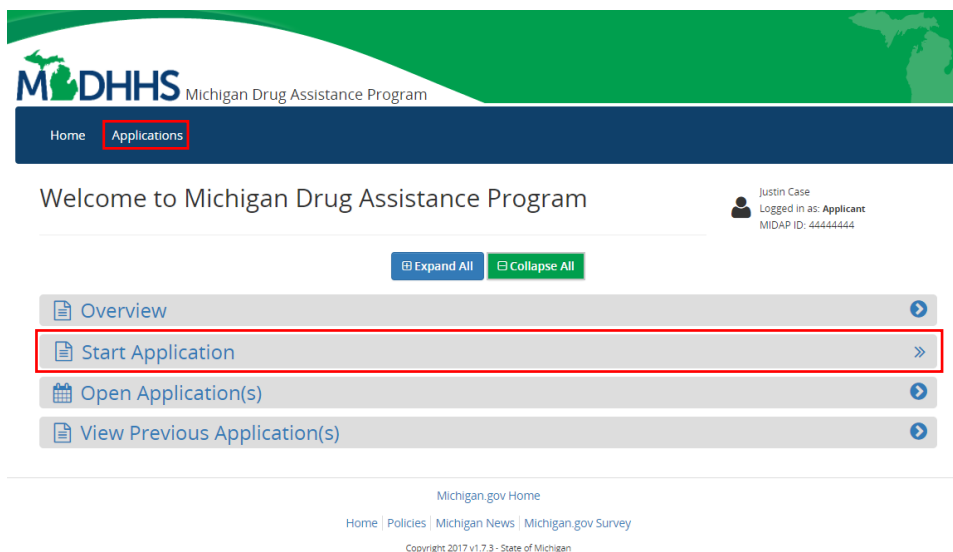 MDHHS Michigan Drug Assistance Program
Home Applications
Welcome to Michigan Drug Assistance Program
Justin Case
Logged in as: Applicant
MIDAP ID: 44444444
Expand All Collapse All
Overview
Start Application
Open Application(s)
View Previous Application(s)
Michigan.gov Home
Home | Policies | Michigan News | Michigan.gov Survey
Copyright 2017 v1.7.3 - State of Michigan